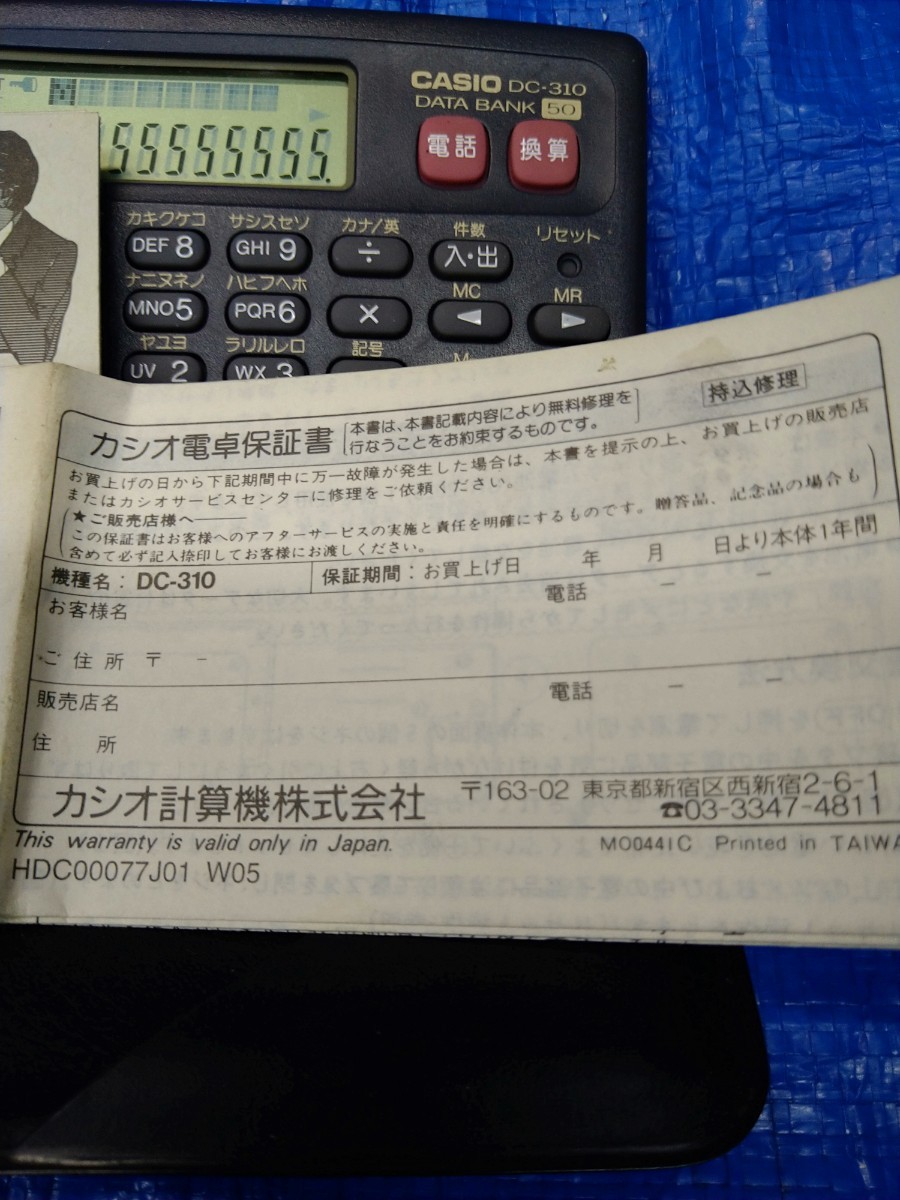 CASIO DC-310
DATA BANK 50
88888888.
電話
換算
カキクケコ サシスセソ カナ/英 件数 リセット
DEF 8 GHI 9 ÷ 入・出
ナニヌネノ ハヒフヘホ MC MR
MNO 5 PQR 6 ×
ヤユヨ ラリルレロ 記号
UV 2 WX 3
カシオ電卓保証書
本書は、本書記載内容により無料修理を
行なうことをお約束するものです。
持込修理
お買上げの日から下記期間中に万一故障が発生した場合は、本書を提示の上、お買上げの販売店
またはカシオサービスセンターに修理をご依頼ください。
★ご販売店様へ
この保証書はお客様へのアフターサービスの実施と責任を明確にするものです。贈答品、記念品の場合も
含めて必ず記入捺印してお客様にお渡しください。
機種名：DC-310 保証期間：お買上げ日 年 月 日より本体1年間
お客様名 電話 － －
ご住所 〒 －
販売店名 電話 － －
住 所
カシオ計算機株式会社 〒163-02 東京都新宿区西新宿2-6-1
☎03-3347-4811
This warranty is valid only in Japan. MO0441C Printed in TAIWA
HDC00077J01 W05